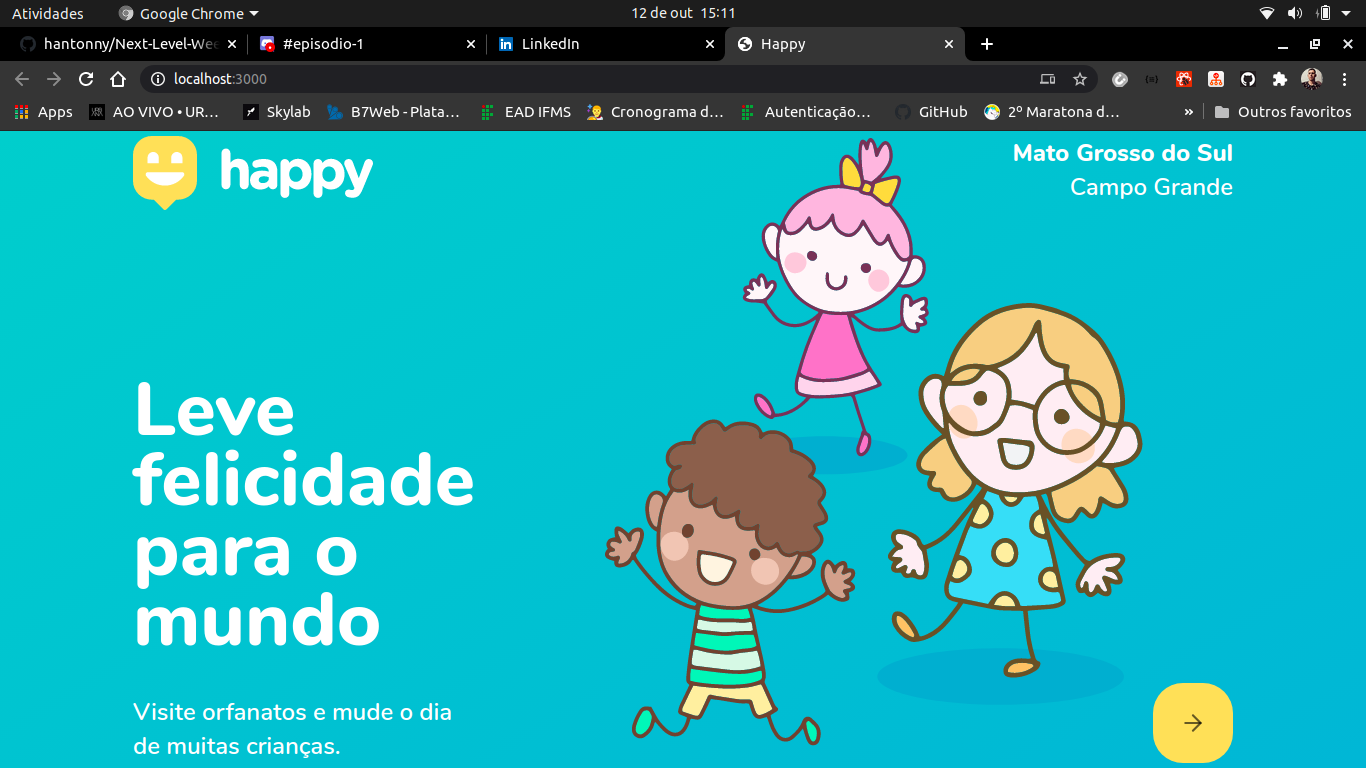 Atividades
Google Chrome
12 de out 15:11
hantonny/Next-Level-Wee
#episodio-1
LinkedIn
Happy
localhost:3000
Apps
AO VIVO • UR...
Skylab
B7Web - Plata...
EAD IFMS
Cronograma d...
Autenticação...
GitHub
2º Maratona d...
»
Outros favoritos
happy
Mato Grosso do Sul
Campo Grande
Leve
felicidade
para o
mundo
Visite orfanatos e mude o dia
de muitas crianças.